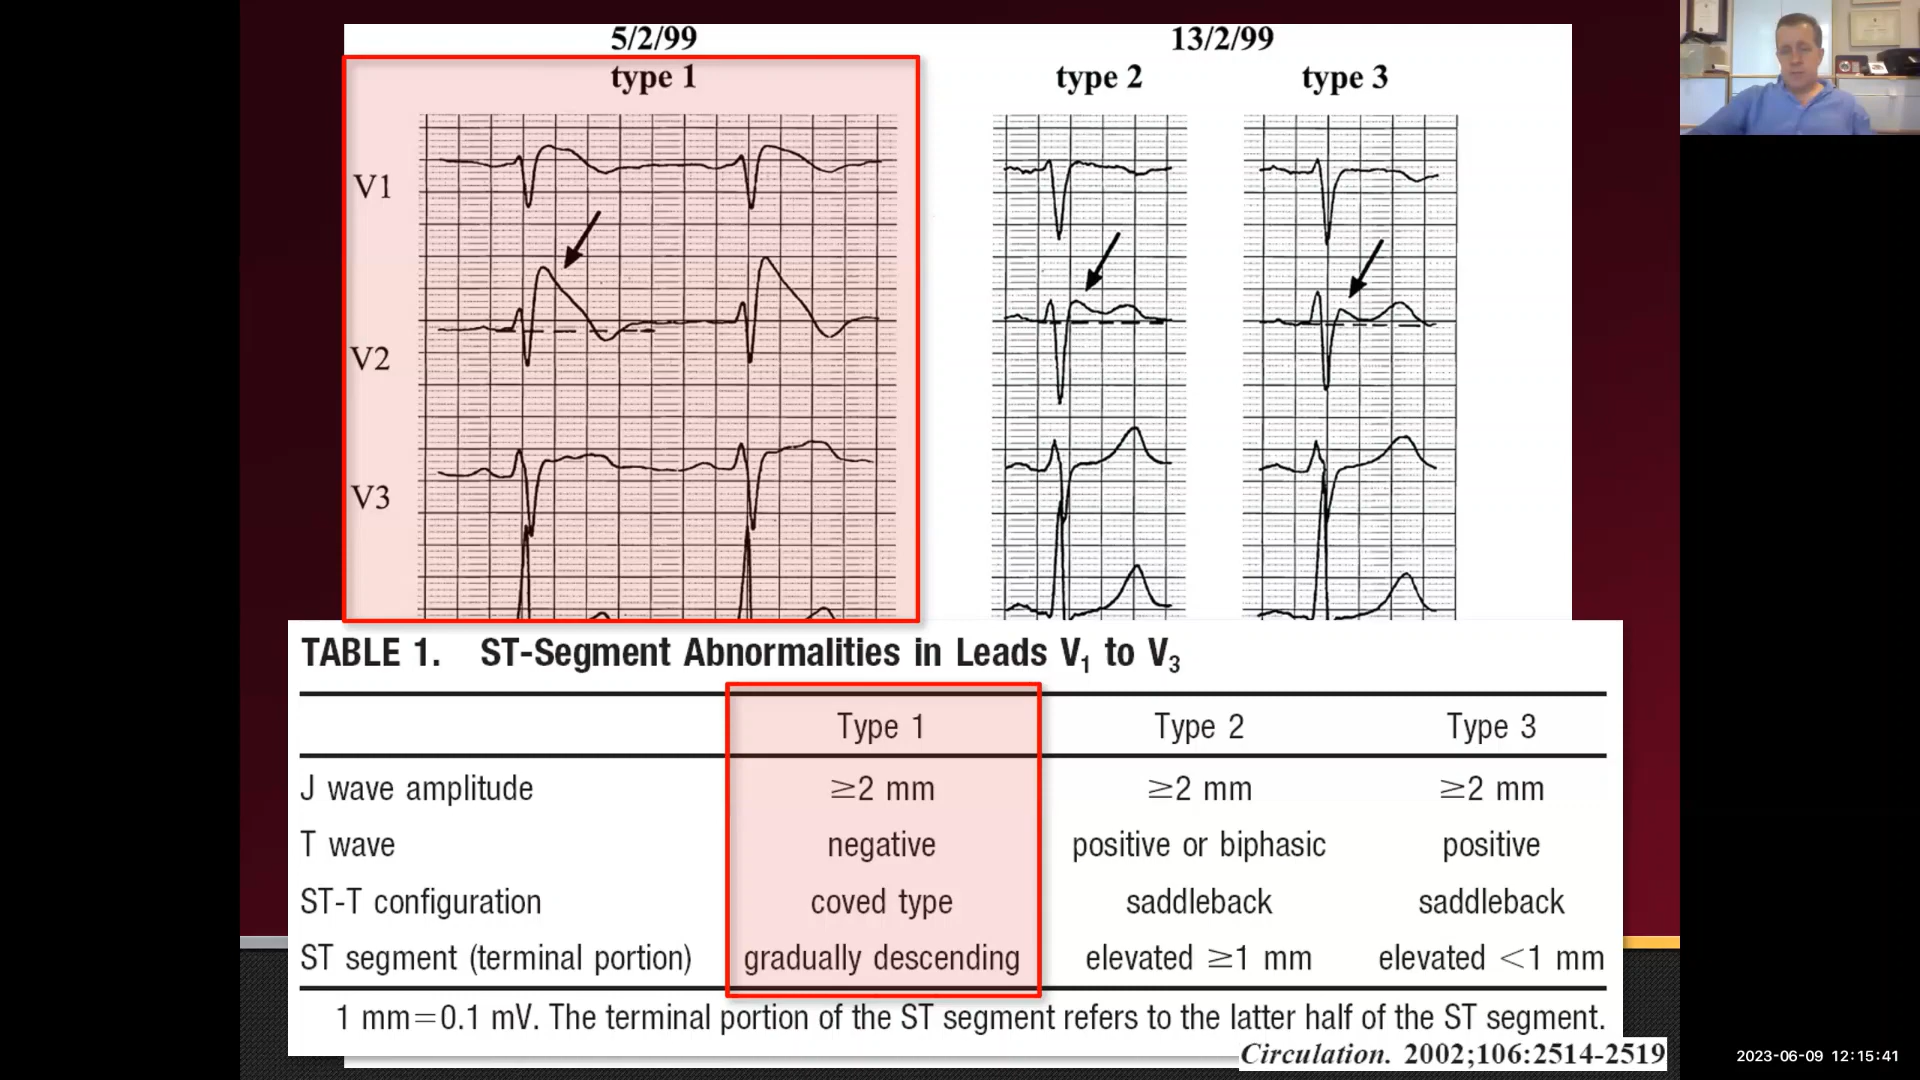 5/2/99 13/2/99
type 1 type 2 type 3
V1
V2
V3
TABLE 1. ST-Segment Abnormalities in Leads V1 to V3
Type 1 Type 2 Type 3
J wave amplitude ≥2 mm ≥2 mm ≥2 mm
T wave negative positive or biphasic positive
ST-T configuration coved type saddleback saddleback
ST segment (terminal portion) gradually descending elevated ≥1 mm elevated <1 mm
1 mm=0.1 mV. The terminal portion of the ST segment refers to the latter half of the ST segment.
Circulation. 2002;106:2514-2519
2023-06-09 12:15:41